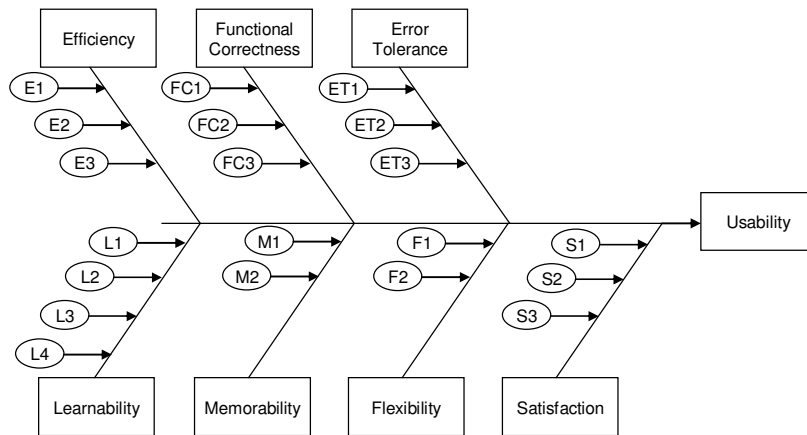 Efficiency
Functional
Correctness
Error
Tolerance
E1
FC1
ET1
E2
FC2
ET2
E3
FC3
ET3
Usability
L1
M1
F1
S1
L2
M2
F2
S2
L3
S3
L4
Learnability
Memorability
Flexibility
Satisfaction